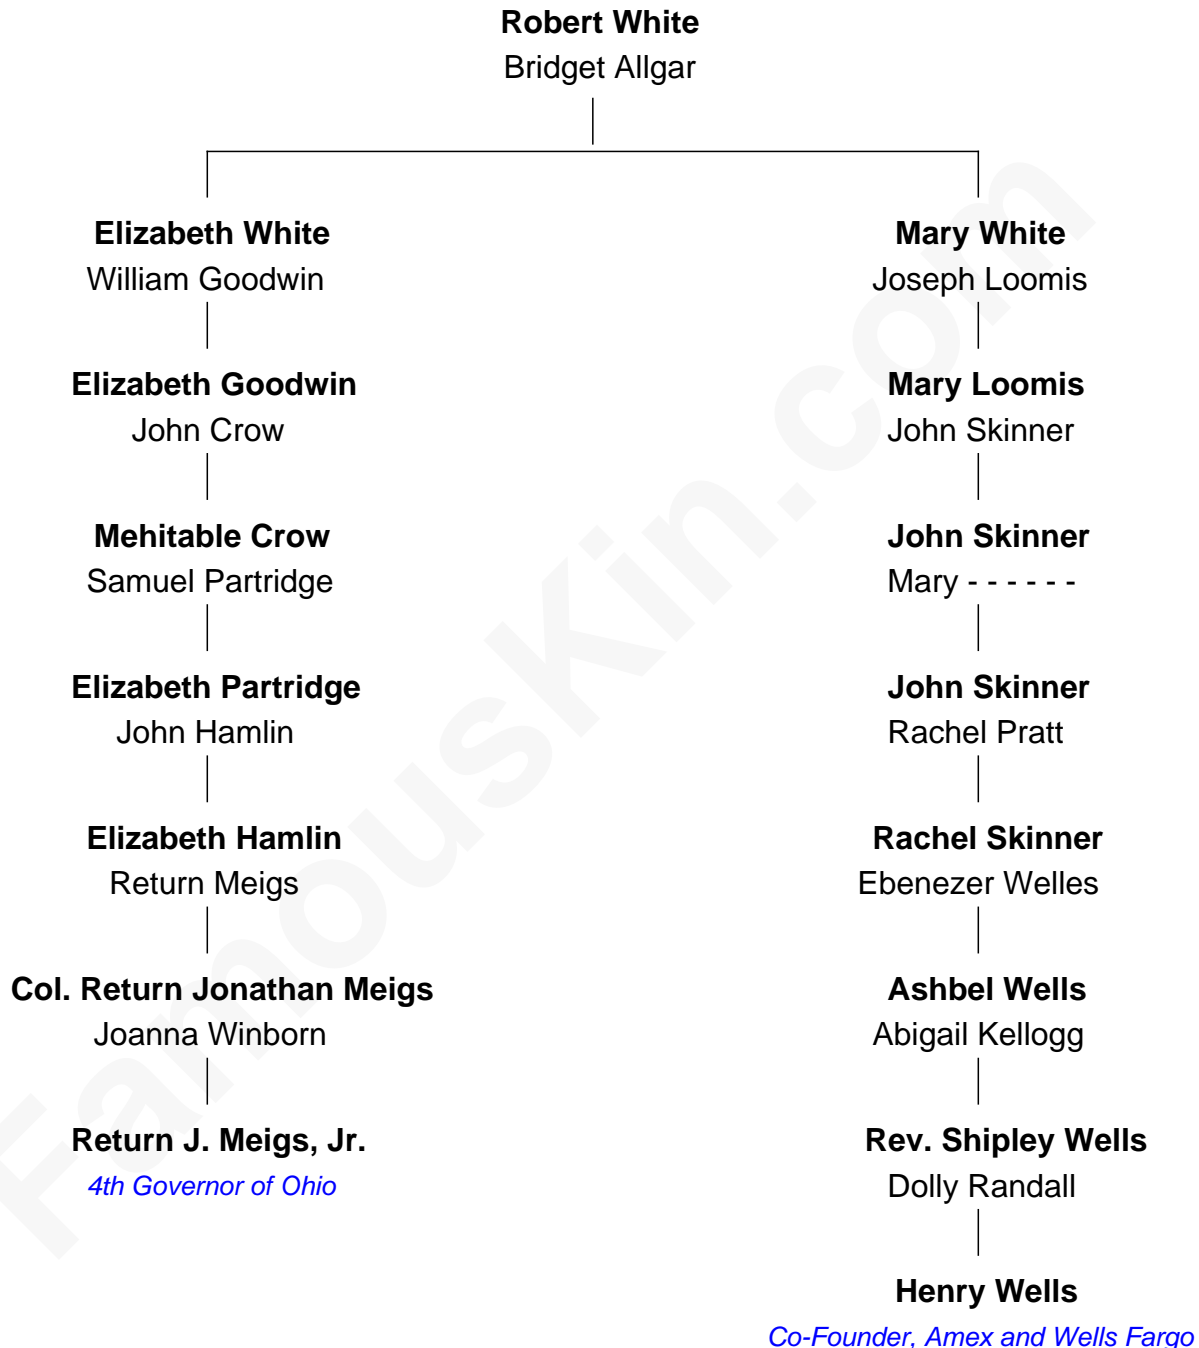 Robert White
Bridget Allgar
Elizabeth White
William Goodwin
Elizabeth Goodwin
John Crow
Mehitable Crow
Samuel Partridge
Elizabeth Partridge
John Hamlin
Elizabeth Hamlin
Return Meigs
Col. Return Jonathan Meigs
Joanna Winborn
Return J. Meigs, Jr.
4th Governor of Ohio
Mary White
Joseph Loomis
Mary Loomis
John Skinner
John Skinner
Mary - - - - - -
John Skinner
Rachel Pratt
Rachel Skinner
Ebenezer Welles
Ashbel Wells
Abigail Kellogg
Rev. Shipley Wells
Dolly Randall
Henry Wells
Co-Founder, Amex and Wells Fargo
FamousKin.com